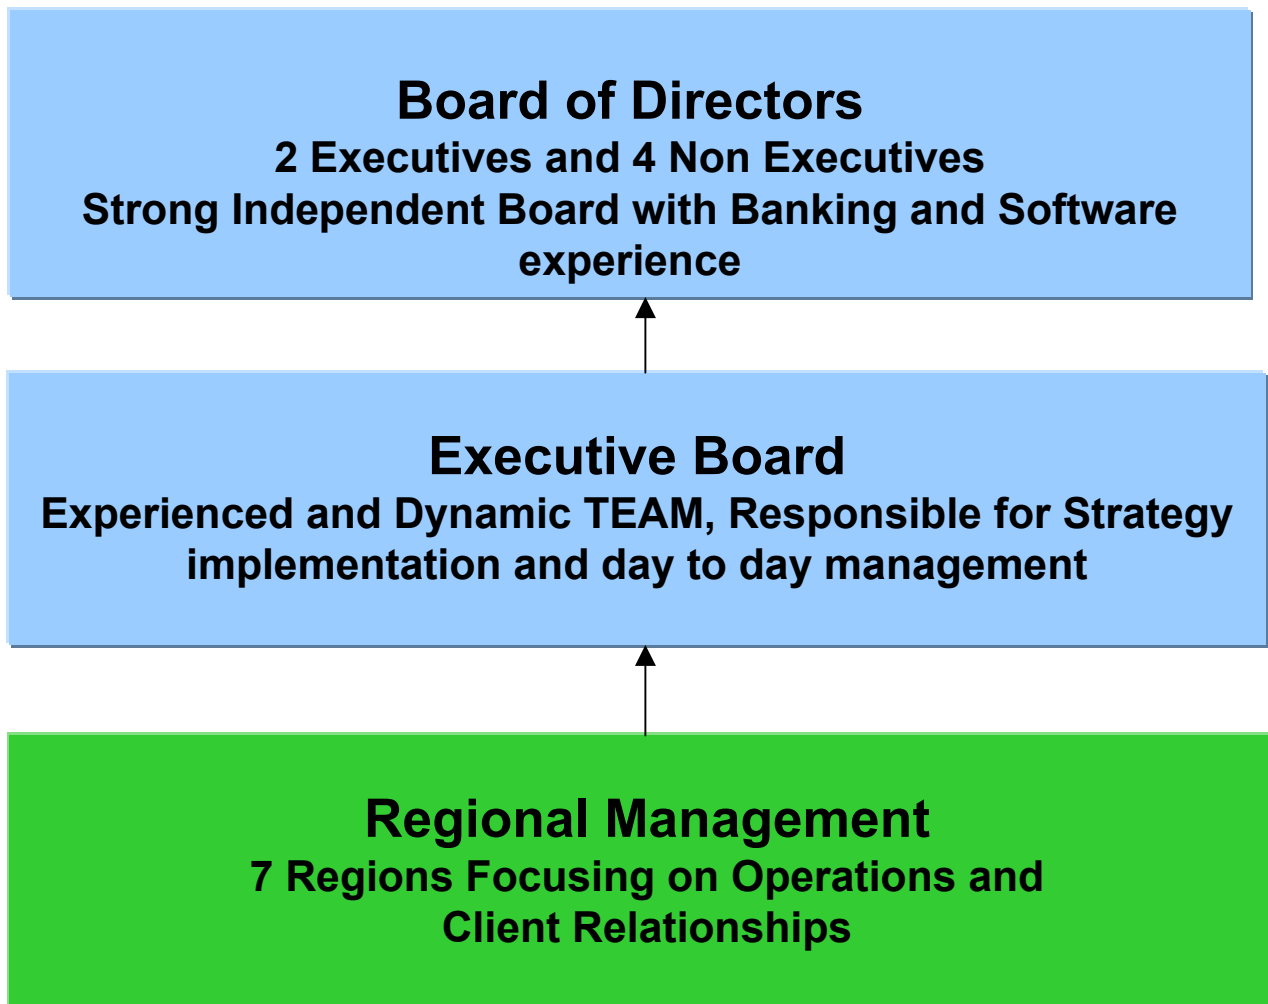 Board of Directors
2 Executives and 4 Non Executives
Strong Independent Board with Banking and Software
experience
Executive Board
Experienced and Dynamic TEAM, Responsible for Strategy
implementation and day to day management
Regional Management
7 Regions Focusing on Operations and
Client Relationships